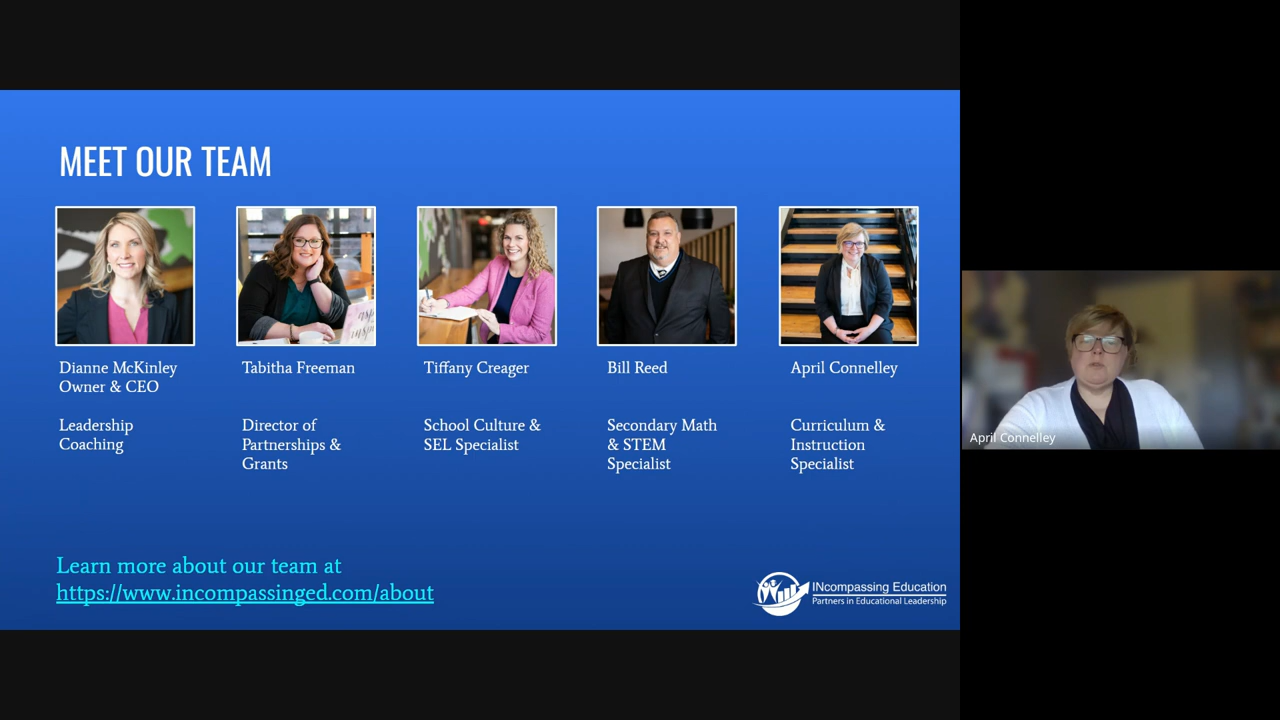 MEET OUR TEAM
Dianne McKinley
Owner & CEO
Leadership
Coaching
Tabitha Freeman
Director of
Partnerships &
Grants
Tiffany Creager
School Culture &
SEL Specialist
Bill Reed
Secondary Math
& STEM
Specialist
April Connelley
Curriculum &
Instruction
Specialist
Learn more about our team at
https://www.incompassinged.com/about
INcompassing Education
Partners in Educational Leadership
April Connelley